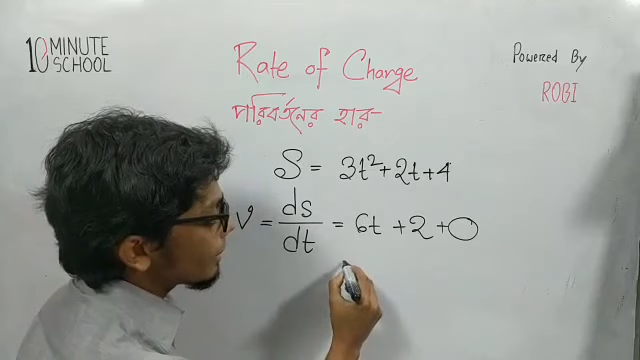 10 MINUTE SCHOOL
Powered By
ROBI
Rate of Charge
পরিবর্তনের হার-
S = 3t²+2t+4
V = ds/dt = 6t +2+0